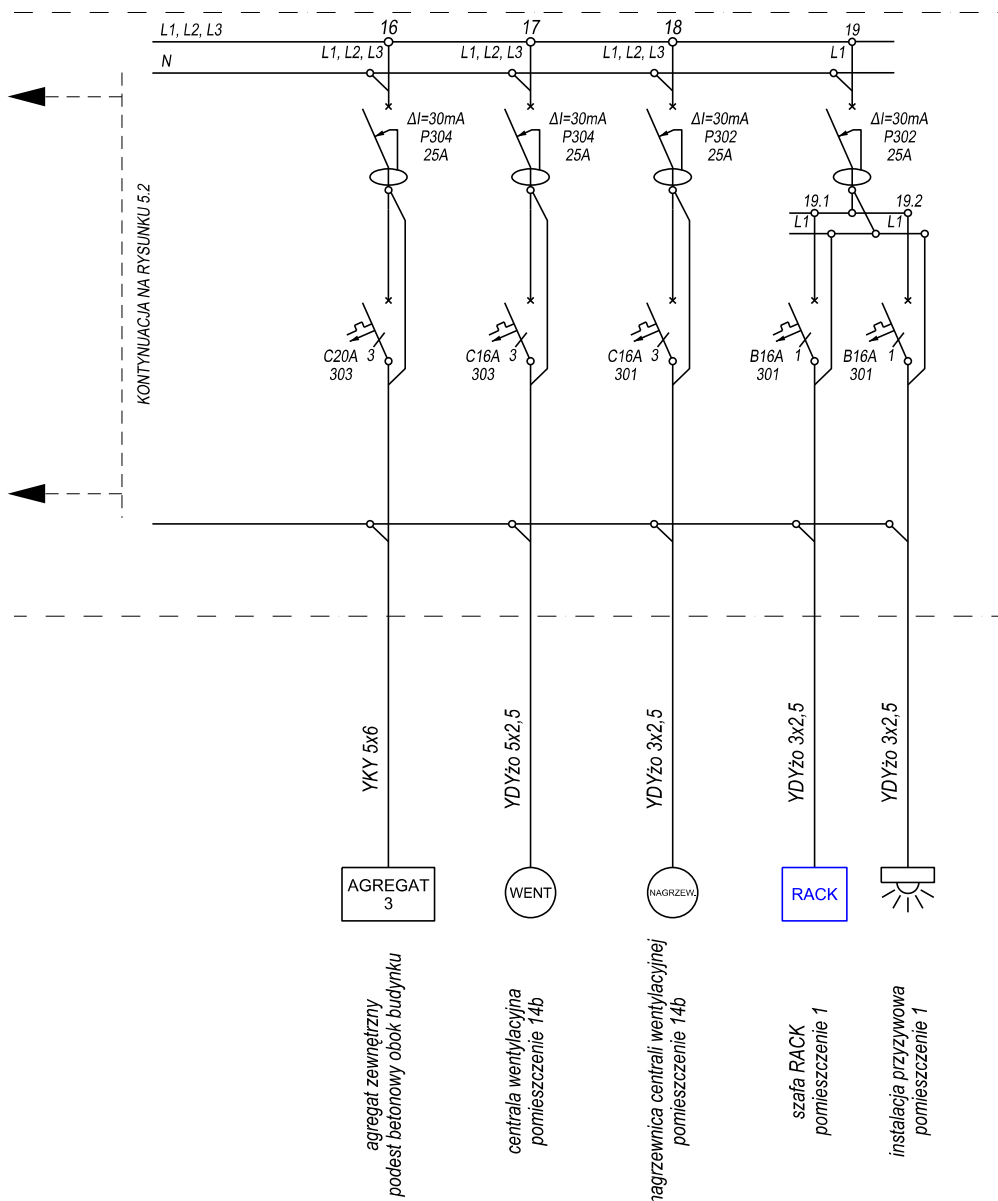 L1, L2, L3
16
17
18
19
N
L1, L2, L3
L1, L2, L3
L1, L2, L3
L1
ΔI=30mA
P304
25A
ΔI=30mA
P304
25A
ΔI=30mA
P302
25A
ΔI=30mA
P302
25A
19.1
19.2
L1
L1
KONTYNUACJA NA RYSUNKU 5.2
C20A 3
303
C16A 3
303
C16A 3
301
B16A 1
301
B16A 1
301
YKY 5x6
YDYżo 5x2,5
YDYżo 3x2,5
YDYżo 3x2,5
YDYżo 3x2,5
AGREGAT
3
WENT
NAGRZEW.
RACK
agregat zewnętrzny
podest betonowy obok budynku
centrala wentylacyjna
pomieszczenie 14b
nagrzewnica centrali wentylacyjnej
pomieszczenie 14b
szafa RACK
pomieszczenie 1
instalacja przyzywowa
pomieszczenie 1